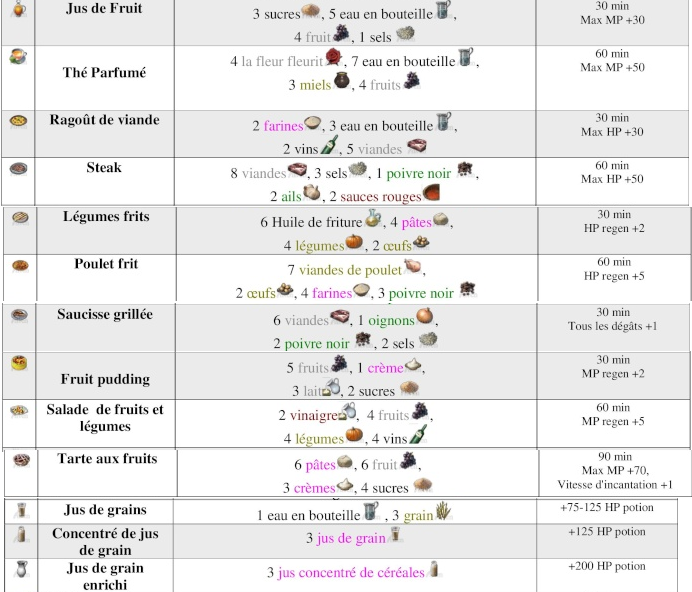 Jus de Fruit
3 sucres, 5 eau en bouteille,
4 fruit, 1 sels
30 min
Max MP +30
Thé Parfumé
4 la fleur fleurit, 7 eau en bouteille,
3 miels, 4 fruits
60 min
Max MP +50
Ragoût de viande
2 farines, 3 eau en bouteille,
2 vins, 5 viandes
30 min
Max HP +30
Steak
8 viandes, 3 sels, 1 poivre noir,
2 ails, 2 sauces rouges
60 min
Max HP +50
Légumes frits
6 Huile de friture, 4 pâtes,
4 légumes, 2 œufs
30 min
HP regen +2
Poulet frit
7 viandes de poulet,
2 œufs, 4 farines, 3 poivre noir
60 min
HP regen +5
Saucisse grillée
6 viandes, 1 oignons,
2 poivre noir, 2 sels
30 min
Tous les dégâts +1
Fruit pudding
5 fruits, 1 crème,
3 lait, 2 sucres
30 min
MP regen +2
Salade de fruits et
légumes
2 vinaigre, 4 fruits,
4 légumes, 4 vins
60 min
MP regen +5
Tarte aux fruits
6 pâtes, 6 fruit,
3 crèmes, 4 sucres
90 min
Max MP +70,
Vitesse d'incantation +1
Jus de grains
1 eau en bouteille, 3 grain
+75-125 HP potion
Concentré de jus
de grain
3 jus de grain
+125 HP potion
Jus de grain
enrichi
3 jus concentré de céréales
+200 HP potion